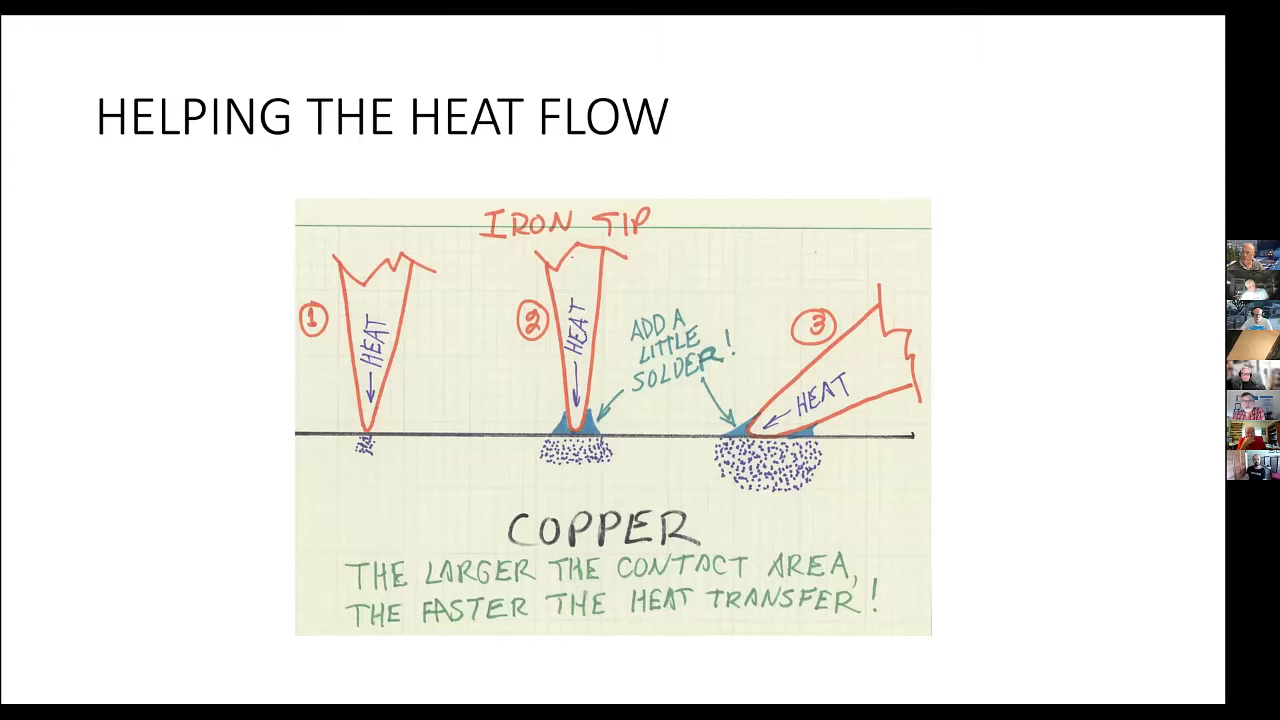 HELPING THE HEAT FLOW
IRON TIP
1
HEAT
2
HEAT
ADD A
LITTLE
SOLDER!
3
HEAT
COPPER
THE LARGER THE CONTACT AREA,
THE FASTER THE HEAT TRANSFER!